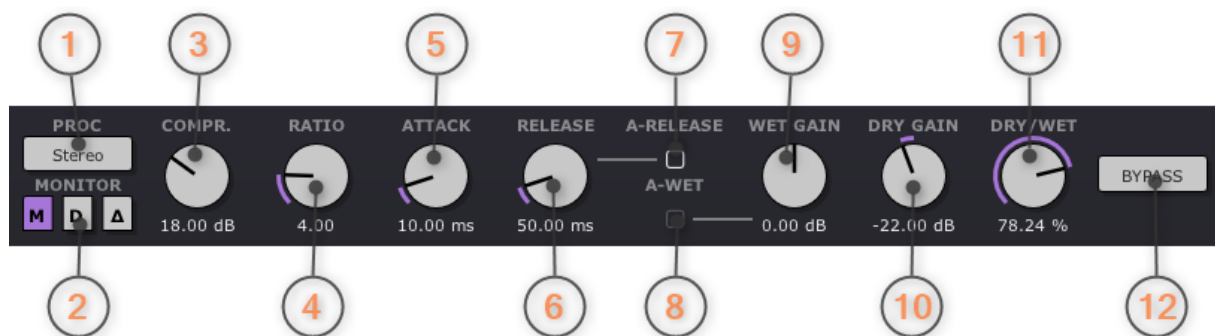 1 3 5 7 9 11
PROC COMPR. RATIO ATTACK RELEASE A-RELEASE WET GAIN DRY GAIN DRY/WET
Stereo
BYPASS
MONITOR A-WET
M D Δ
18.00 dB 4.00 10.00 ms 50.00 ms 0.00 dB -22.00 dB 78.24 %
2 4 6 8 10 12